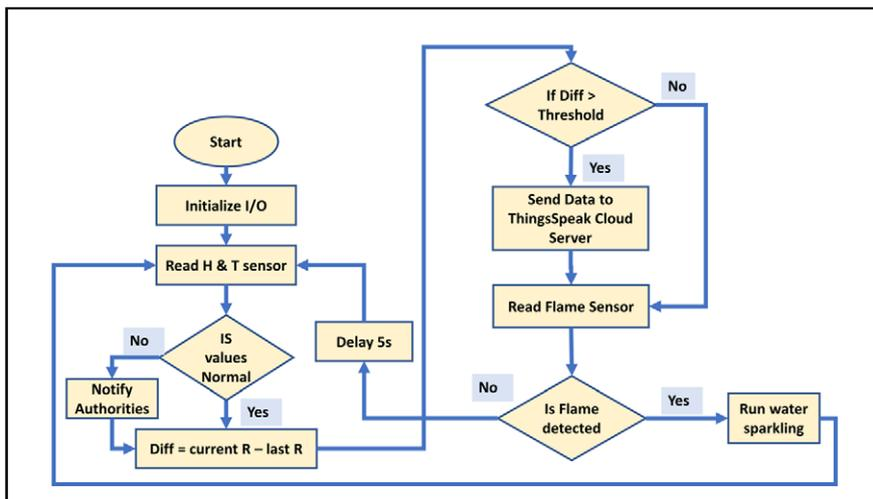 Start
Initialize I/O
Read H & T sensor
IS
values
Normal
No
Notify
Authorities
Yes
Diff = current R – last R
Delay 5s
If Diff >
Threshold
No
Yes
Send Data to
ThingsSpeak Cloud
Server
Read Flame Sensor
Is Flame
detected
No
Yes
Run water
sparkling